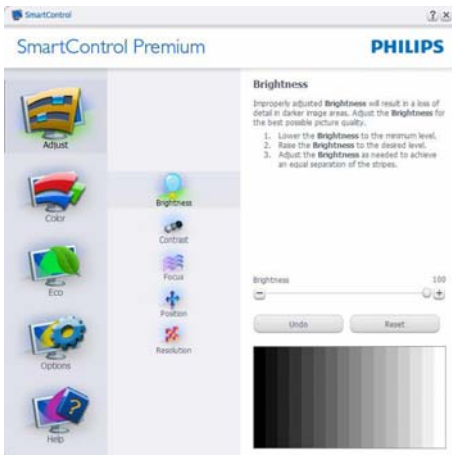 SmartControl
SmartControl Premium
PHILIPS
Adjust
Color
Eco
Options
Help
Brightness
Contrast
Focus
Position
Resolution
Brightness
Improperly adjusted Brightness will result in a loss of
detail in darker image areas. Adjust the Brightness for
the best possible picture quality.
1. Lower the Brightness to the minimum level.
2. Raise the Brightness to the desired level.
3. Adjust the Brightness as needed to achieve
an equal separation of the stripes.
Brightness 100
Undo Reset